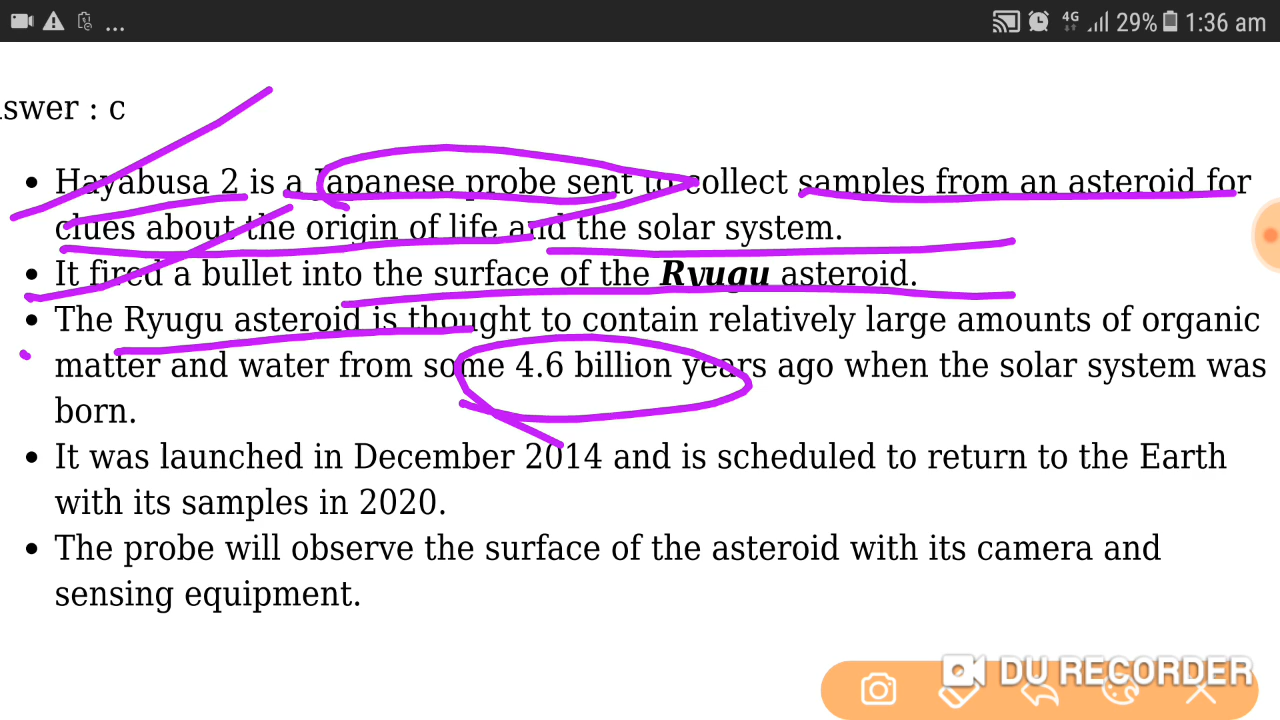 ... 4G 29% 1:36 am
nswer : c
• Hayabusa 2 is a Japanese probe sent to collect samples from an asteroid for
clues about the origin of life and the solar system.
• It fired a bullet into the surface of the Ryugu asteroid.
• The Ryugu asteroid is thought to contain relatively large amounts of organic
matter and water from some 4.6 billion years ago when the solar system was
born.
• It was launched in December 2014 and is scheduled to return to the Earth
with its samples in 2020.
• The probe will observe the surface of the asteroid with its camera and
sensing equipment.
DU RECORDER